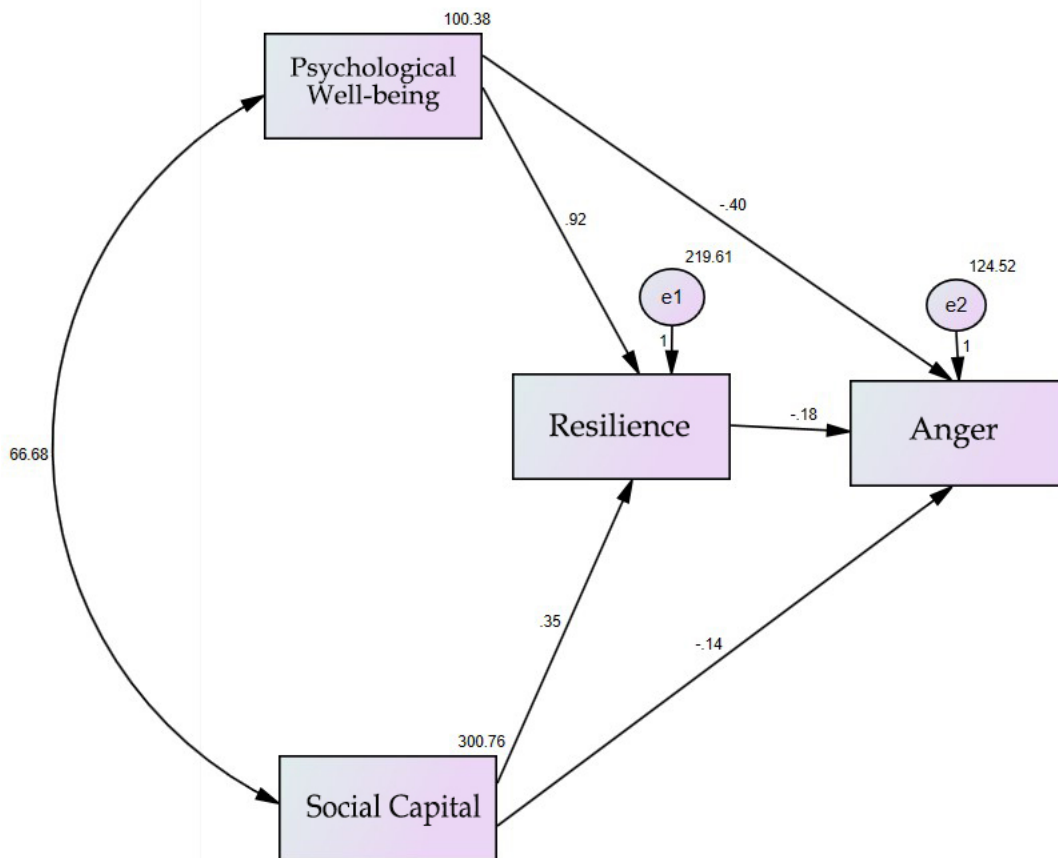 100.38
Psychological
Well-being
-.40
.92
219.61
124.52
e1
e2
1
1
Resilience
-.18
Anger
66.68
.35
-.14
300.76
Social Capital